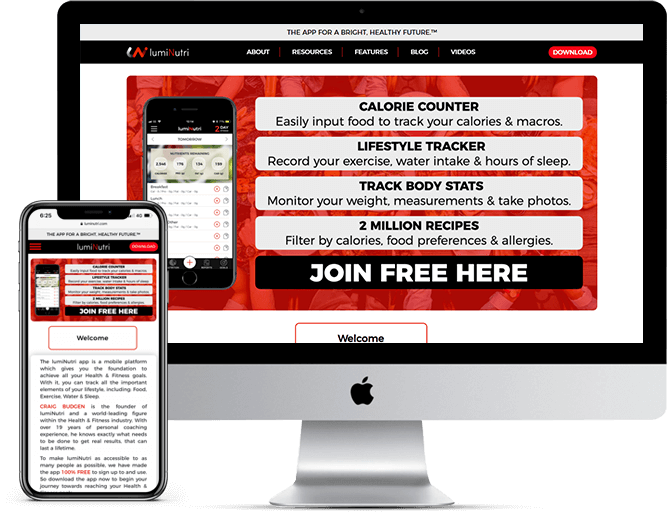 THE APP FOR A BRIGHT, HEALTHY FUTURE.™
lumiNutri
ABOUT
RESOURCES
FEATURES
BLOG
VIDEOS
DOWNLOAD
lumiNutri
2 DAY
TOMORROW
NUTRIENTS REMAINING
Breakfast
Lunch
CALORIE COUNTER
Easily input food to track your calories & macros.
LIFESTYLE TRACKER
Record your exercise, water intake & hours of sleep.
TRACK BODY STATS
Monitor your weight, measurements & take photos.
2 MILLION RECIPES
Filter by calories, food preferences & allergies.
JOIN FREE HERE
Welcome
6:25
4G
luminutri.com
THE APP FOR A BRIGHT, HEALTHY FUTURE.™
lumiNutri
DOWNLOAD
CALORIE COUNTER
Easily input food to track your calories & macros.
LIFESTYLE TRACKER
Record your exercise, water intake & hours of sleep.
TRACK BODY STATS
Monitor your weight, measurements & take photos.
2 MILLION RECIPES
Filter by calories, food preferences & allergies.
JOIN FREE HERE
Welcome
The lumiNutri app is a mobile platform
which gives you the foundation to
achieve all your Health & Fitness goals.
With it, you can track all the important
elements of your lifestyle, including: Food,
Exercise, Water & Sleep.
CRAIG BUDGEN is the founder of
lumiNutri and a world-leading figure
within the Health & Fitness industry. With
over 19 years of personal coaching
experience, he knows exactly what needs
to be done to get real results, that can
last a lifetime.
To make lumiNutri as accessible to as
many people as possible, we have made
the app 100% FREE to sign up to and use.
So download the app now to begin your
journey towards reaching your Health &